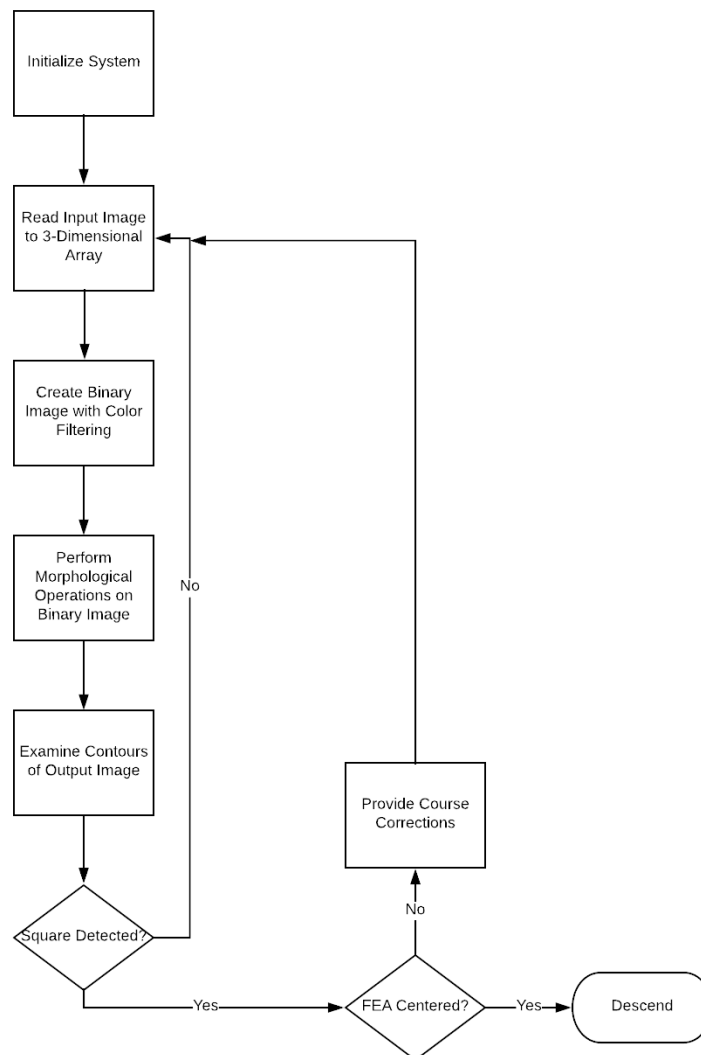 Initialize System
Read Input Image
to 3-Dimensional
Array
Create Binary
Image with Color
Filtering
Perform
Morphological
Operations on
Binary Image
No
Examine Contours
of Output Image
Provide Course
Corrections
Square Detected?
No
Yes
FEA Centered?
Yes
Descend